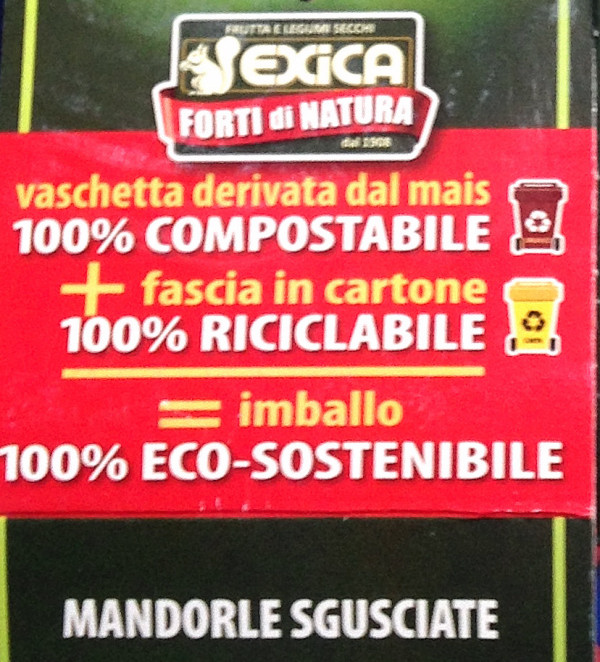 FRUTTA E LEGUMI SECCHI
EXICA
FORTI di NATURA
dal 1908
vaschetta derivata dal mais
100% COMPOSTABILE
+ fascia in cartone
100% RICICLABILE
= imballo
100% ECO-SOSTENIBILE
MANDORLE SGUSCIATE